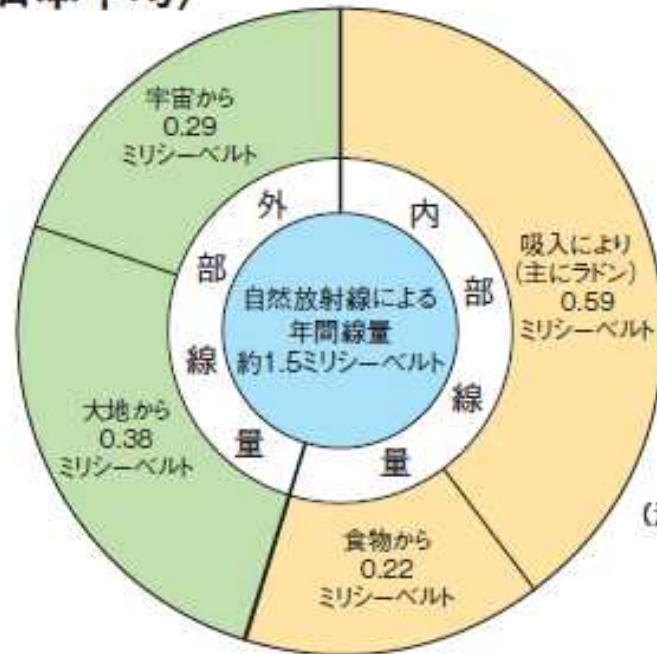 宇宙から
0.29
ミリシーベルト
吸入により
(主にラドン)
0.59
ミリシーベルト
外部線量
内部線量
自然放射線による
年間線量
約1.5ミリシーベルト
大地から
0.38
ミリシーベルト
食物から
0.22
ミリシーベルト